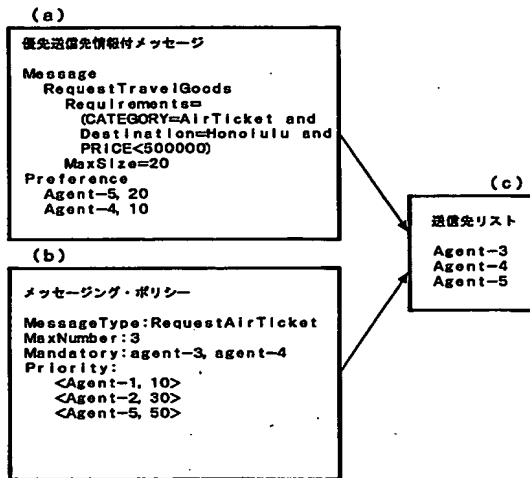 (a)
優先送信先情報付メッセージ
Message
RequestTravelGoods
Requirements=
(CATEGORY=AirTicket and
Destination=Honolulu and
PRICE<500000)
MaxSize=20
Preference
Agent-5, 20
Agent-4, 10
(b)
メッセージング・ポリシー
MessageType:RequestAirTicket
MaxNumber:3
Mandatory:agent-3, agent-4
Priority:
<Agent-1, 10>
<Agent-2, 30>
<Agent-5, 50>
(c)
送信先リスト
Agent-3
Agent-4
Agent-5